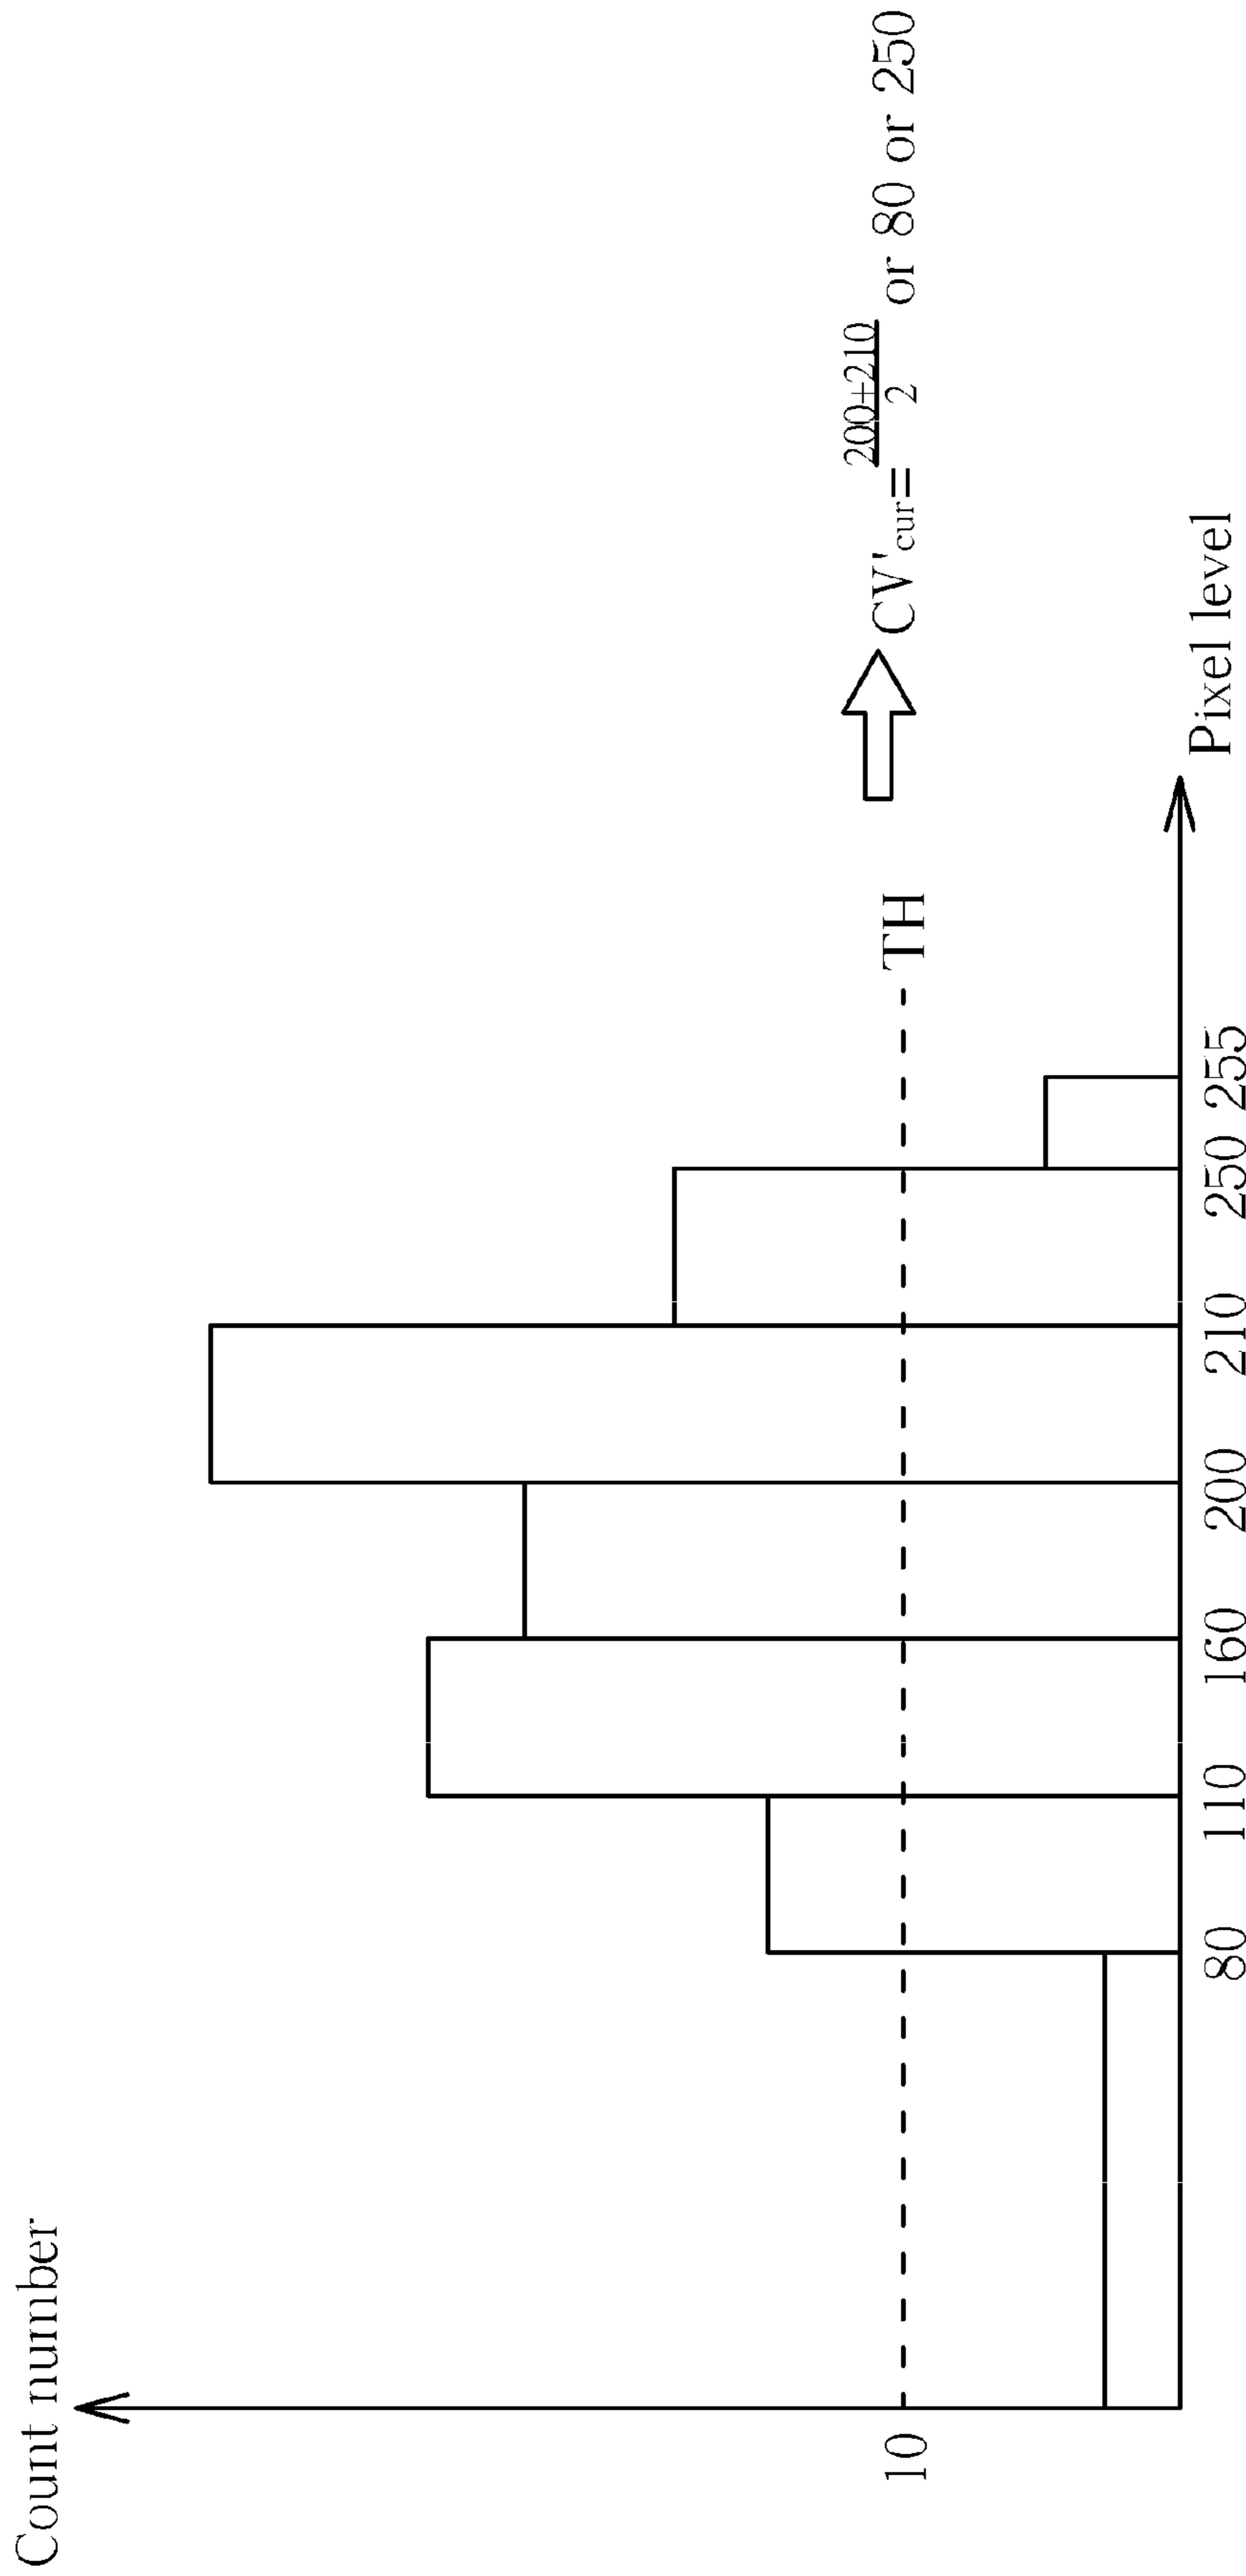 Count number
10
TH
CV'cur= 200+210 / 2 or 80 or 250
80 110 160 200 210 250 255
Pixel level